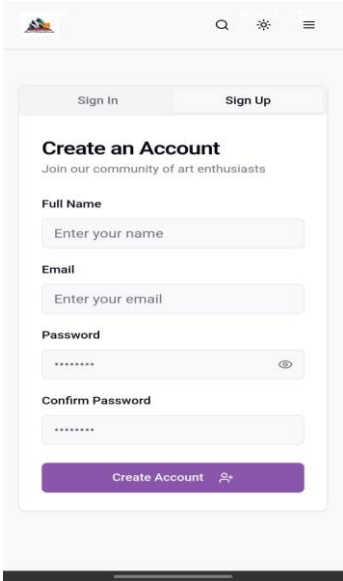 Sign In
Sign Up
Create an Account
Join our community of art enthusiasts
Full Name
Enter your name
Email
Enter your email
Password
••••••••
Confirm Password
••••••••
Create Account